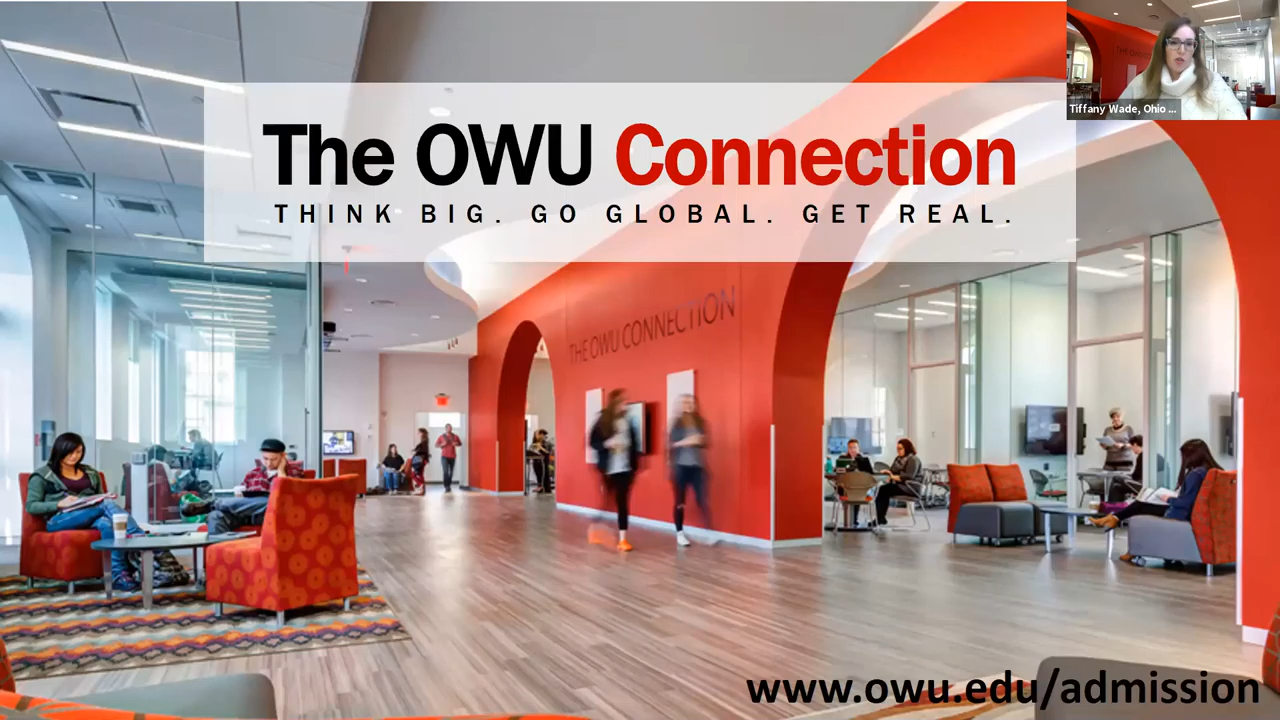 The OWU Connection
THINK BIG. GO GLOBAL. GET REAL.
Tiffany Wade, Ohio ...
THE OWU CONNECTION
www.owu.edu/admission